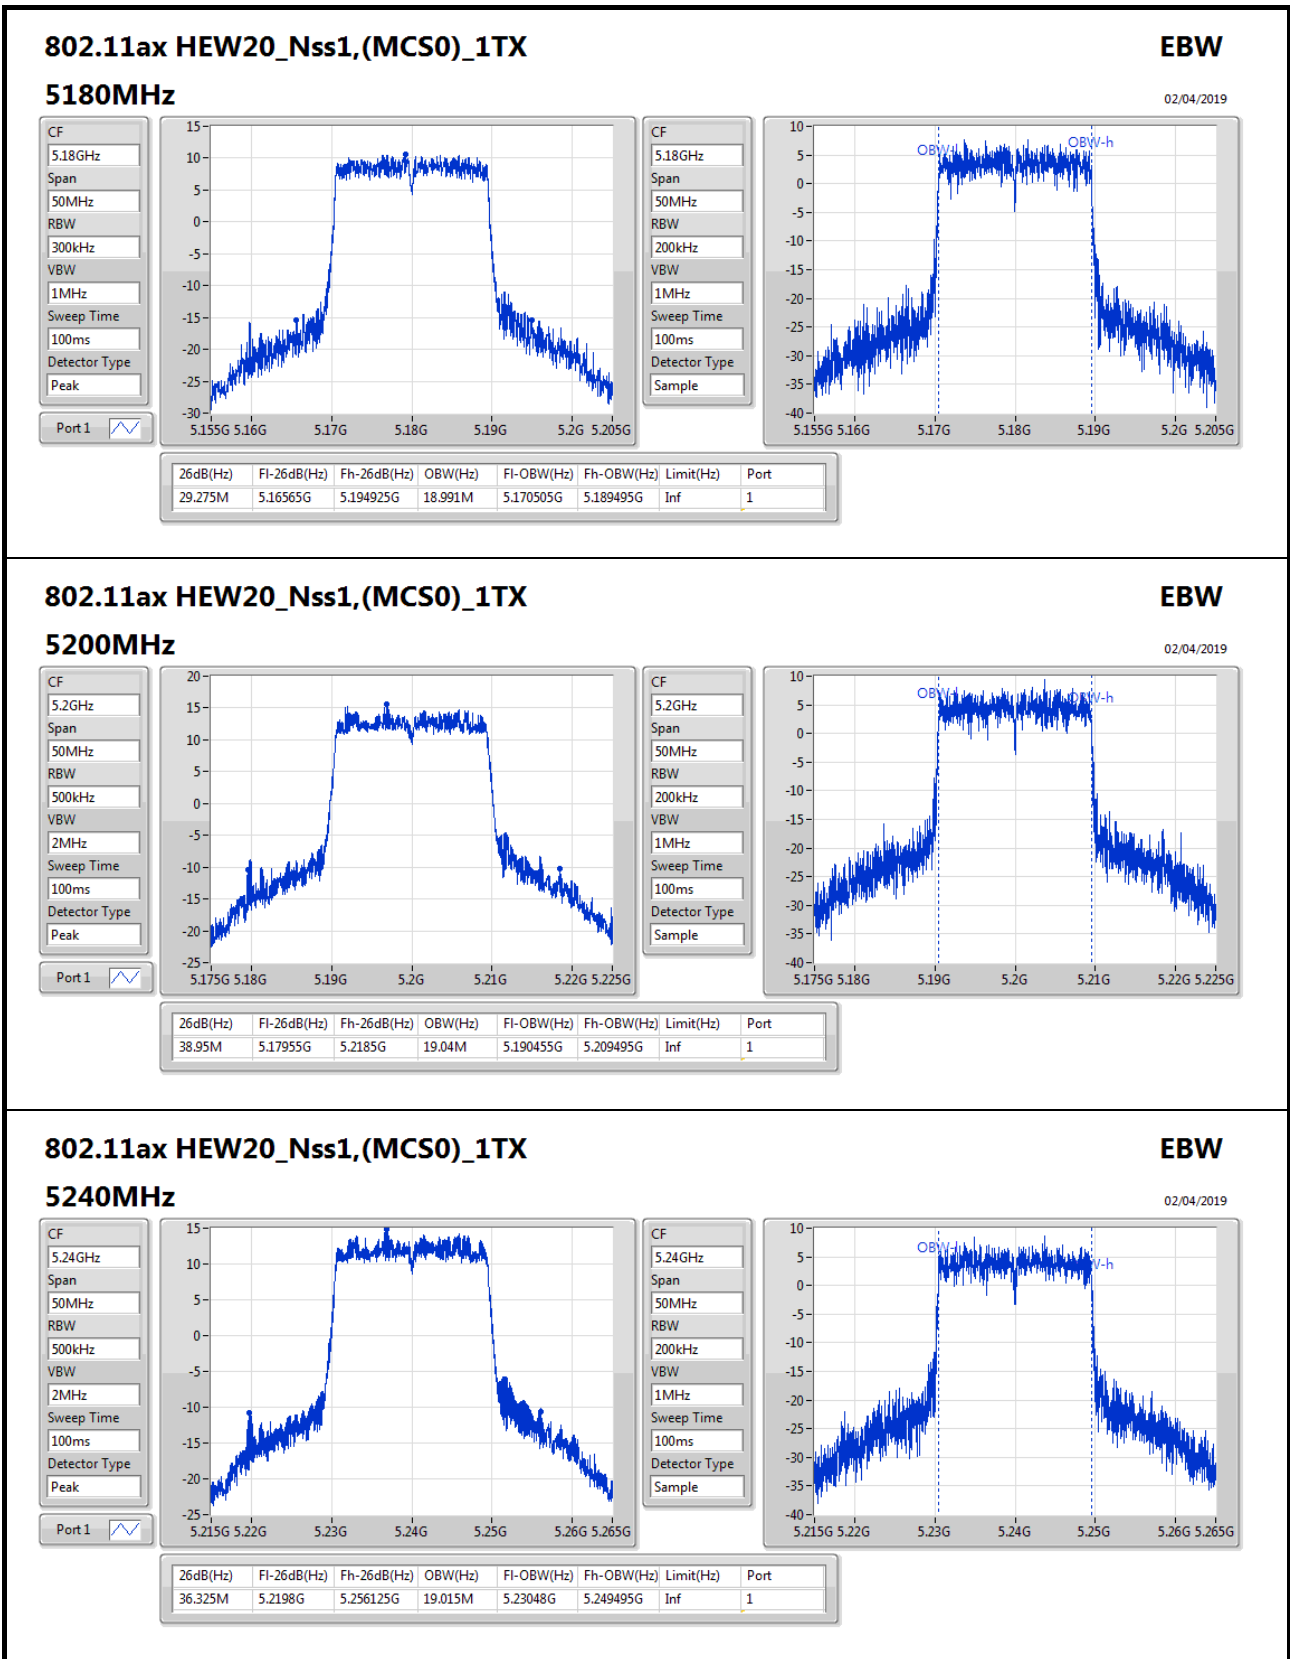 802.11ax HEW20_Nss1,(MCS0)_1TX EBW
5180MHz 02/04/2019
CF
5.18GHz
Span
50MHz
RBW
300kHz
VBW
1MHz
Sweep Time
100ms
Detector Type
Peak
Port 1
15
10
5
0
-5
-10
-15
-20
-25
-30
5.155G 5.16G 5.17G 5.18G 5.19G 5.2G 5.205G
CF
5.18GHz
Span
50MHz
RBW
200kHz
VBW
1MHz
Sweep Time
100ms
Detector Type
Sample
10
5
0
-5
-10
-15
-20
-25
-30
-35
-40
OBW-h
5.155G 5.16G 5.17G 5.18G 5.19G 5.2G 5.205G
26dB(Hz) Fl-26dB(Hz) Fh-26dB(Hz) OBW(Hz) Fl-OBW(Hz) Fh-OBW(Hz) Limit(Hz) Port
29.275M 5.16565G 5.194925G 18.991M 5.170505G 5.189495G Inf 1
802.11ax HEW20_Nss1,(MCS0)_1TX EBW
5200MHz 02/04/2019
CF
5.2GHz
Span
50MHz
RBW
500kHz
VBW
2MHz
Sweep Time
100ms
Detector Type
Peak
Port 1
20
15
10
5
0
-5
-10
-15
-20
-25
5.175G 5.18G 5.19G 5.2G 5.21G 5.22G 5.225G
CF
5.2GHz
Span
50MHz
RBW
200kHz
VBW
1MHz
Sweep Time
100ms
Detector Type
Sample
10
5
0
-5
-10
-15
-20
-25
-30
-35
-40
5.175G 5.18G 5.19G 5.2G 5.21G 5.22G 5.225G
26dB(Hz) Fl-26dB(Hz) Fh-26dB(Hz) OBW(Hz) Fl-OBW(Hz) Fh-OBW(Hz) Limit(Hz) Port
38.95M 5.17955G 5.2185G 19.04M 5.190455G 5.209495G Inf 1
802.11ax HEW20_Nss1,(MCS0)_1TX EBW
5240MHz 02/04/2019
CF
5.24GHz
Span
50MHz
RBW
500kHz
VBW
2MHz
Sweep Time
100ms
Detector Type
Peak
Port 1
15
10
5
0
-5
-10
-15
-20
-25
5.215G 5.22G 5.23G 5.24G 5.25G 5.26G 5.265G
CF
5.24GHz
Span
50MHz
RBW
200kHz
VBW
1MHz
Sweep Time
100ms
Detector Type
Sample
10
5
0
-5
-10
-15
-20
-25
-30
-35
-40
5.215G 5.22G 5.23G 5.24G 5.25G 5.26G 5.265G
26dB(Hz) Fl-26dB(Hz) Fh-26dB(Hz) OBW(Hz) Fl-OBW(Hz) Fh-OBW(Hz) Limit(Hz) Port
36.325M 5.2198G 5.256125G 19.015M 5.23048G 5.249495G Inf 1